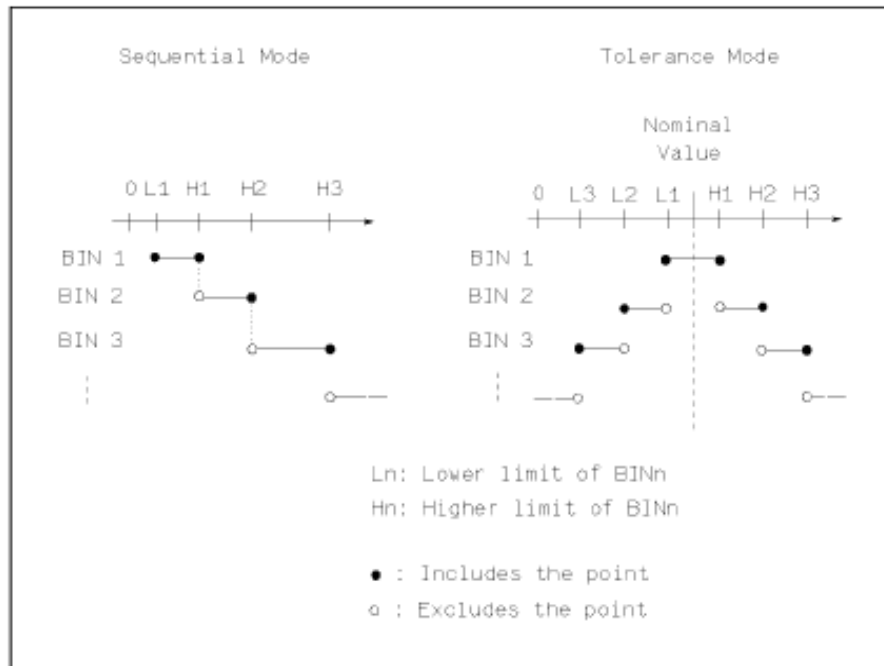 Sequential Mode
Tolerance Mode
Nominal
Value
0 L1 H1 H2 H3
0 L3 L2 L1 H1 H2 H3
BIN 1
BIN 1
BIN 2
BIN 2
BIN 3
BIN 3
Ln: Lower limit of BINn
Hn: Higher limit of BINn
: Includes the point
: Excludes the point